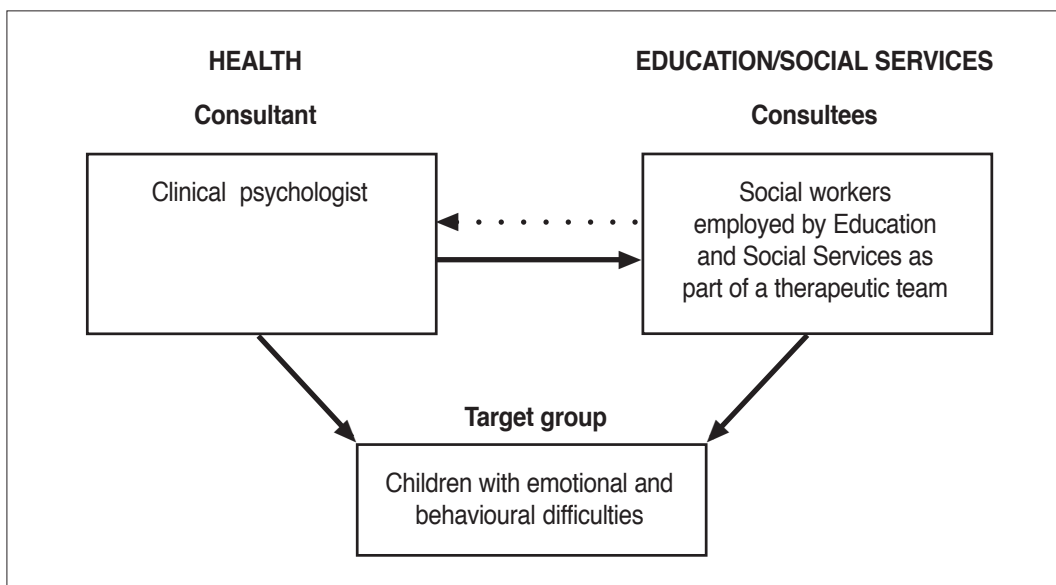 HEALTH
Consultant
Clinical psychologist
EDUCATION/SOCIAL SERVICES
Consultees
Social workers
employed by Education
and Social Services as
part of a therapeutic team
Target group
Children with emotional and
behavioural difficulties